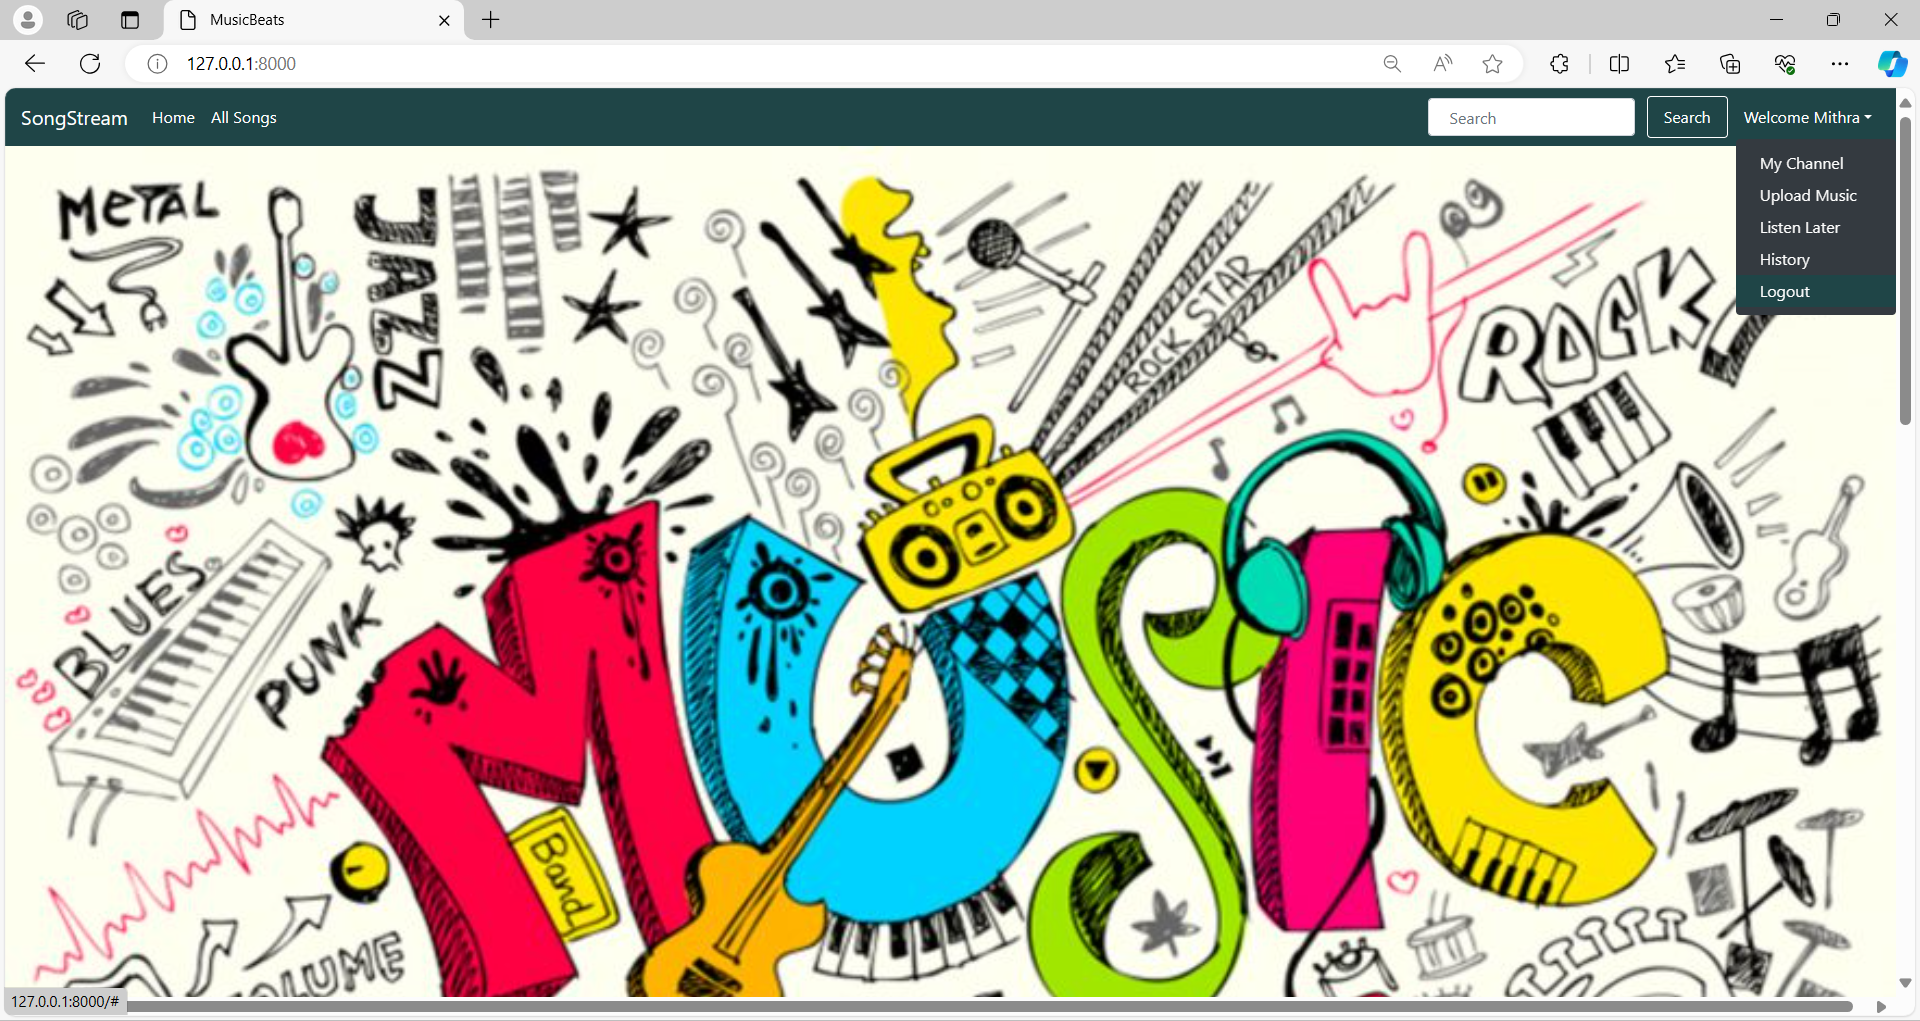 MusicBeats
127.0.0.1:8000
SongStream Home All Songs Search Search Welcome Mithra
My Channel
Upload Music
Listen Later
History
Logout
METAL
JAZZ
ROCK STAR
ROCK
BLUES
PUNK
MUSIC
Band
VOLUME
127.0.0.1:8000/#